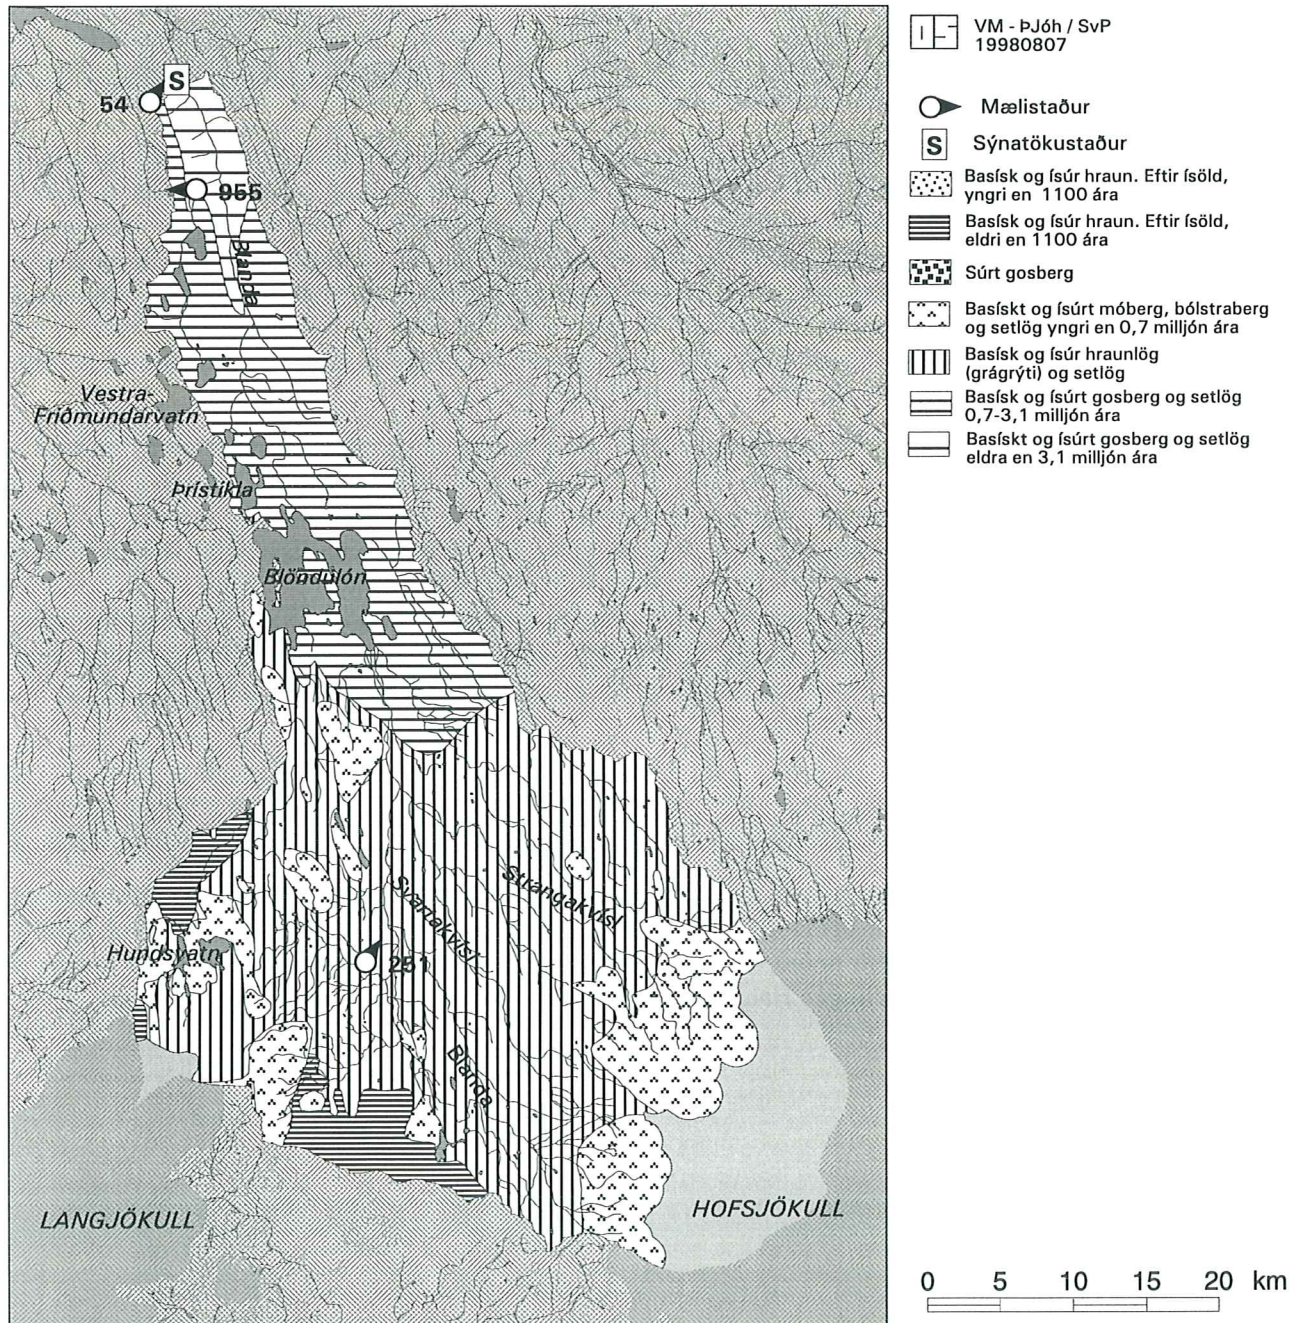 VM - ÞJóh / SvP
19980807
Mælistaður
S Sýnatökustaður
Basísk og ísúr hraun. Eftir ísöld,
yngri en 1100 ára
Basísk og ísúr hraun. Eftir ísöld,
eldri en 1100 ára
Súrt gosberg
Basískt og ísúrt móberg, bólstraberg
og setlög yngri en 0,7 milljón ára
Basísk og ísúr hraunlög
(grágrýti) og setlög
Basísk og ísúrt gosberg og setlög
0,7-3,1 milljón ára
Basískt og ísúrt gosberg og setlög
eldra en 3,1 milljón ára
S
54
955
Blanda
Vestra-
Friðmundarvatn
Þrístikla
Blöndulón
Strangakvísl
Svartakvísl
Hundsvatn
251
Blanda
LANGJÖKULL
HOFSJÖKULL
0 5 10 15 20 km